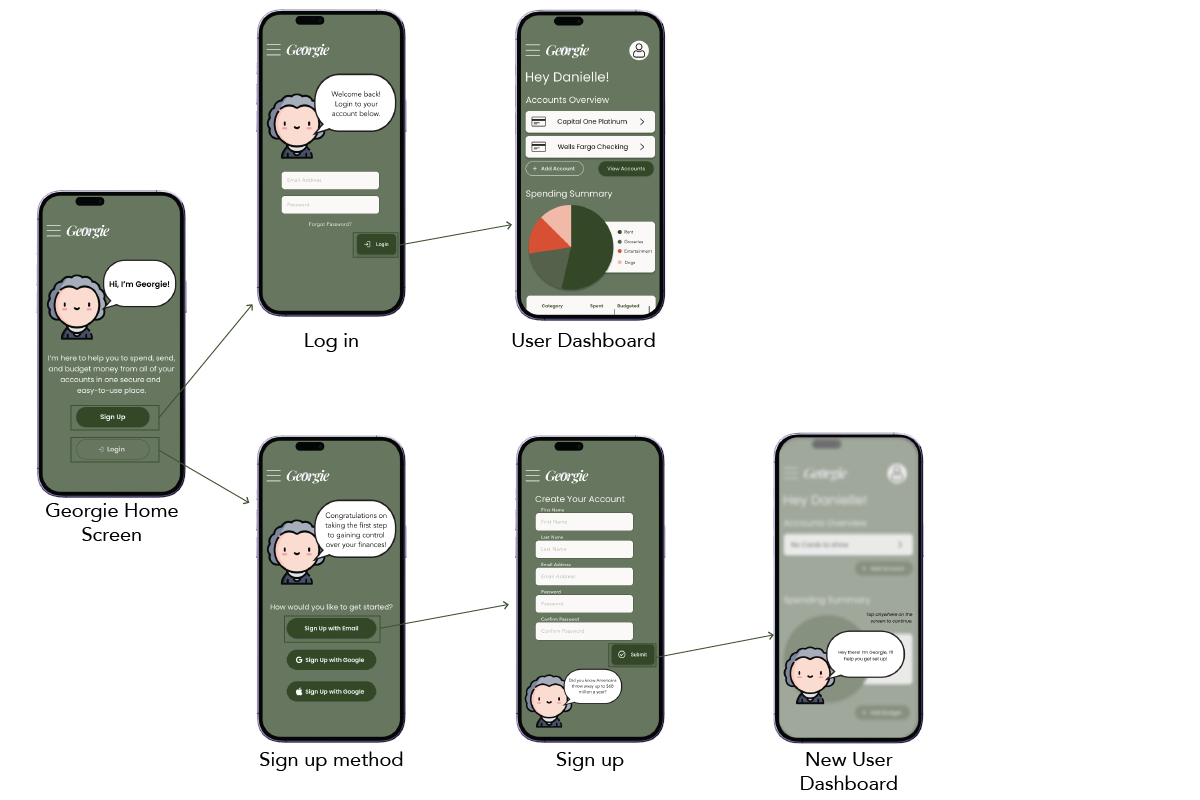 Georgie
Hi, I'm Georgie!
I'm here to help you to spend, send,
and budget money from all of your
accounts in one secure and
easy-to-use place.
Sign Up
Login
Georgie Home
Screen
Georgie
Welcome back!
Login to your
account below.
Email Address
Password
Forgot Password?
Login
Log in
Georgie
Hey Danielle!
Accounts Overview
Capital One Platinum
Wells Fargo Checking
+ Add Account
View Accounts
Spending Summary
Rent
Groceries
Entertainment
Dogs
Category Spent Budgeted
User Dashboard
Georgie
Congratulations on
taking the first step
to gaining control
over your finances!
How would you like to get started?
Sign Up with Email
Sign Up with Google
Sign Up with Google
Sign up method
Georgie
Create Your Account
First Name
First Name
Last Name
Last Name
Email Address
Email Address
Password
Password
Confirm Password
Confirm Password
Submit
Did you know Americans
throw away up to $68
million a year?
Sign up
Georgie
Hey Danielle!
Accounts Overview
No Cards to show
+ Add Account
Spending Summary
Tap anywhere on the
screen to continue
Hey there! I'm Georgie, I'll
help you get set up!
+ Add Budget
New User
Dashboard